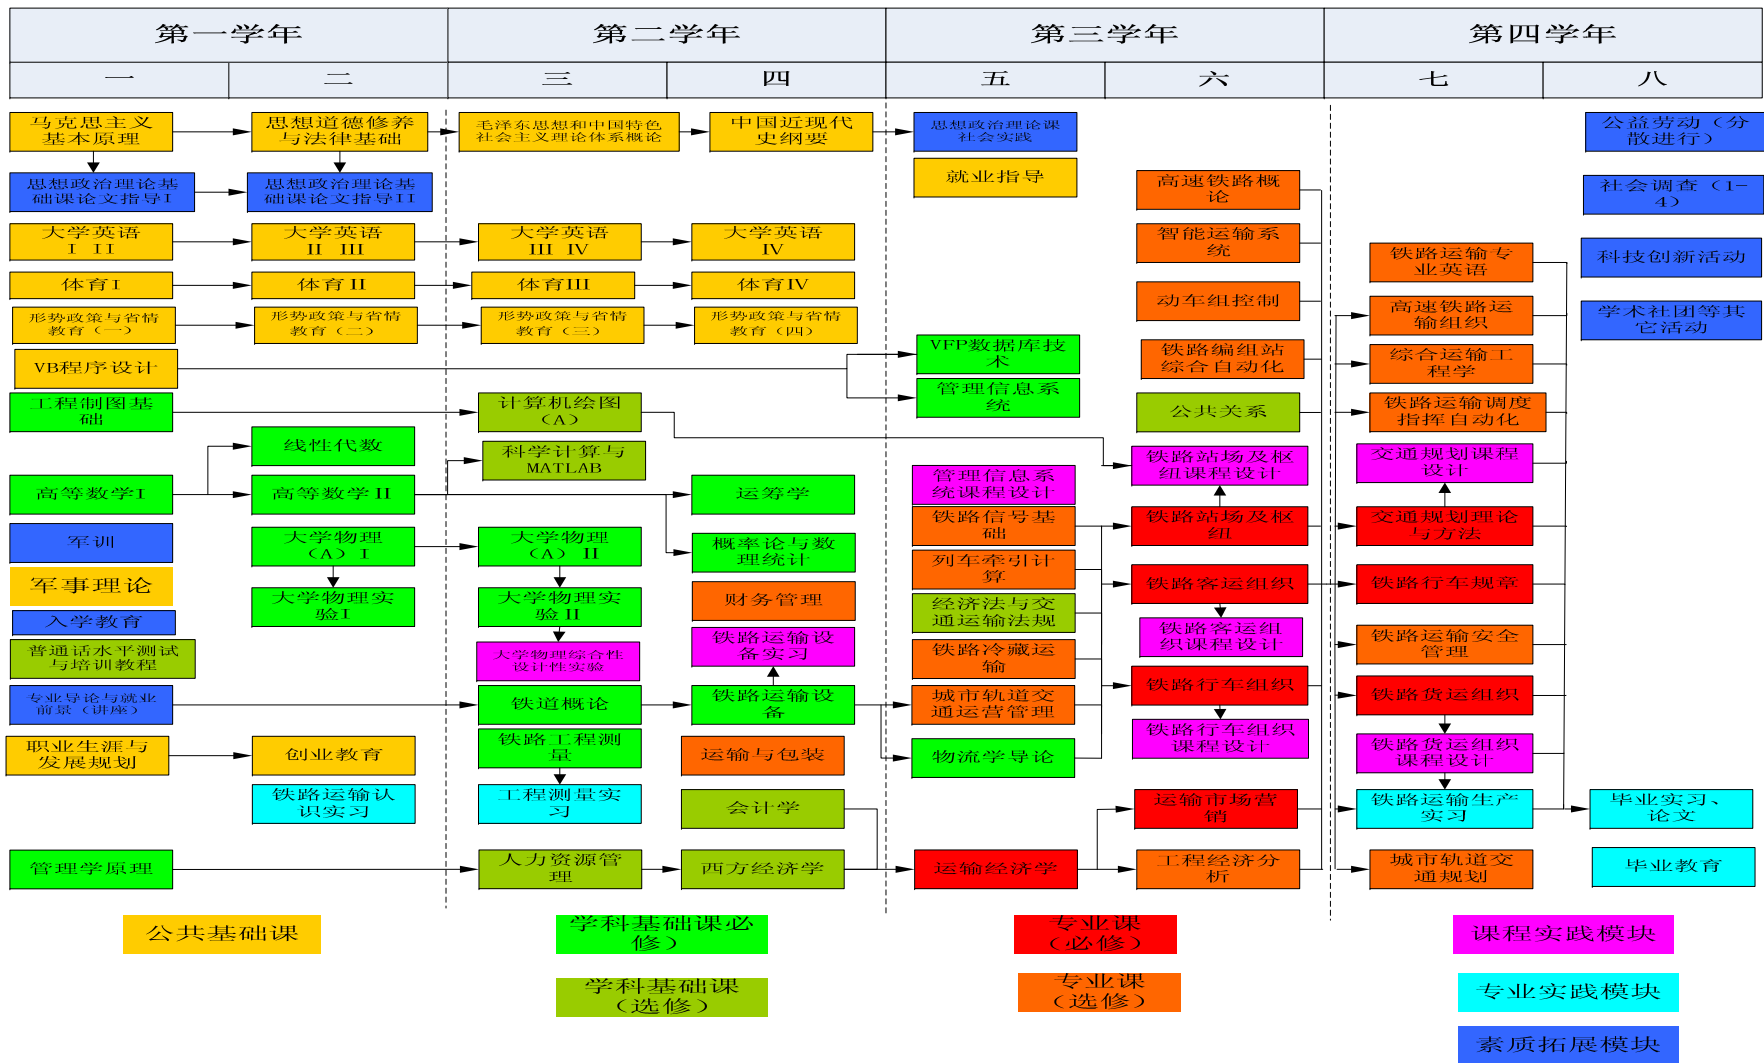 第一学年
第二学年
第三学年
第四学年
一
二
三
四
五
六
七
八
马克思主义
基本原理
思想道德修养
与法律基础
毛泽东思想和中国特色
社会主义理论体系概论
中国近现代
史纲要
思想政治理论课
社会实践
公益劳动（分
散进行）
思想政治理论基
础课论文指导I
思想政治理论基
础课论文指导II
就业指导
高速铁路概
论
社会调查（1-
4）
大学英语
I II
大学英语
II III
大学英语
III IV
大学英语
IV
智能运输系
统
铁路运输专
业英语
科技创新活动
体育I
体育II
体育III
体育IV
动车组控制
高速铁路运
输组织
学术社团等其
它活动
形势政策与省情
教育（一）
形势政策与省情
教育（二）
形势政策与省情
教育（三）
形势政策与省情
教育（四）
VB程序设计
VFP数据库技
术
铁路编组站
综合自动化
综合运输工
程学
工程制图基
础
计算机绘图
（A）
管理信息系
统
公共关系
铁路运输调度
指挥自动化
线性代数
科学计算与
MATLAB
铁路站场及枢
纽课程设计
交通规划课程
设计
高等数学I
高等数学II
运筹学
管理信息系
统课程设计
军训
大学物理
（A）I
大学物理
（A）II
概率论与数
理统计
铁路信号基
础
铁路站场及枢
纽
交通规划理论
与方法
军事理论
列车牵引计
算
铁路客运组织
铁路行车规章
入学教育
大学物理实
验I
大学物理实
验II
财务管理
经济法与交
通运输法规
铁路客运组
织课程设计
铁路运输安全
管理
普通话水平测试
与培训教程
大学物理综合性
设计性实验
铁路运输设
备实习
铁路冷藏运
输
专业导论与就业
前景（讲座）
铁道概论
铁路运输设
备
城市轨道交
通运营管理
铁路行车组织
铁路货运组织
职业生涯与
发展规划
创业教育
铁路工程测
量
运输与包装
物流学导论
铁路行车组织
课程设计
铁路货运组织
课程设计
铁路运输认
识实习
工程测量实
习
会计学
运输市场营
销
铁路运输生产
实习
毕业实习、
论文
管理学原理
人力资源管
理
西方经济学
运输经济学
工程经济分
析
城市轨道交
通规划
毕业教育
公共基础课
学科基础课必
修）
专业课
（必修）
课程实践模块
学科基础课
（选修）
专业课
（选修）
专业实践模块
素质拓展模块